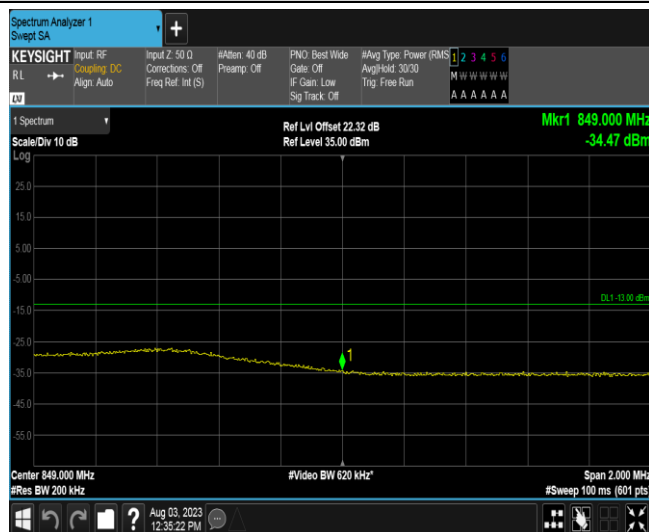 Spectrum Analyzer 1
Swept SA
+
KEYSIGHT Input: RF Input Z: 50 Ω #Atten: 40 dB PNO: Best Wide #Avg Type: Power (RMS 1 2 3 4 5 6
RL Coupling: DC Corrections: Off Preamp: Off Gate: Off Avg|Hold: 30/30 M W W W W W
Align: Auto Freq Ref: Int (S) IF Gain: Low Trig: Free Run
LXI Sig Track: Off A A A A A A
1 Spectrum Ref Lvl Offset 22.32 dB Mkr1 849.000 MHz
Scale/Div 10 dB Ref Level 35.00 dBm -34.47 dBm
Log
25.0
15.0
5.00
-5.00
DL1 -13.00 dBm
-15.0
-25.0
1
-35.0
-45.0
-55.0
Center 849.000 MHz #Video BW 620 kHz* Span 2.000 MHz
#Res BW 200 kHz #Sweep 100 ms (601 pts)
? Aug 03, 2023
12:35:22 PM